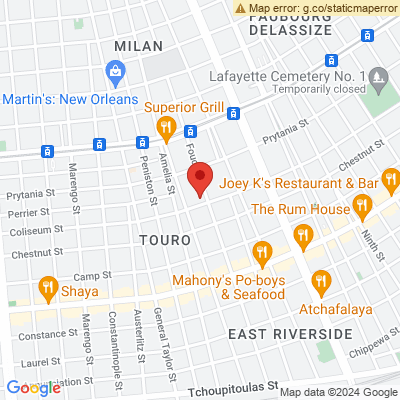 Map error: g.co/staticmaperror
FAUBOURG
DELASSIZE
MILAN
Lafayette Cemetery No. 1
Temporarily closed
Martin's: New Orleans
Superior Grill
Prytania St
Chestnut St
Fouc
Amelia St
Peniston St
Marengo St
Joey K's Restaurant & Bar
Prytania St
The Rum House
Perrier St
Coliseum St
Ninth St
TOURO
Chestnut St
Camp St
Mahony's Po-boys
& Seafood
Shaya
Atchafalaya
Marengo St
Constantinople St
Austerlitz St
General Taylor St
Constance St
EAST RIVERSIDE
Laurel St
Chippewa St
Annunciation St
Tchoupitoulas St
Google
Map data ©2024 Google